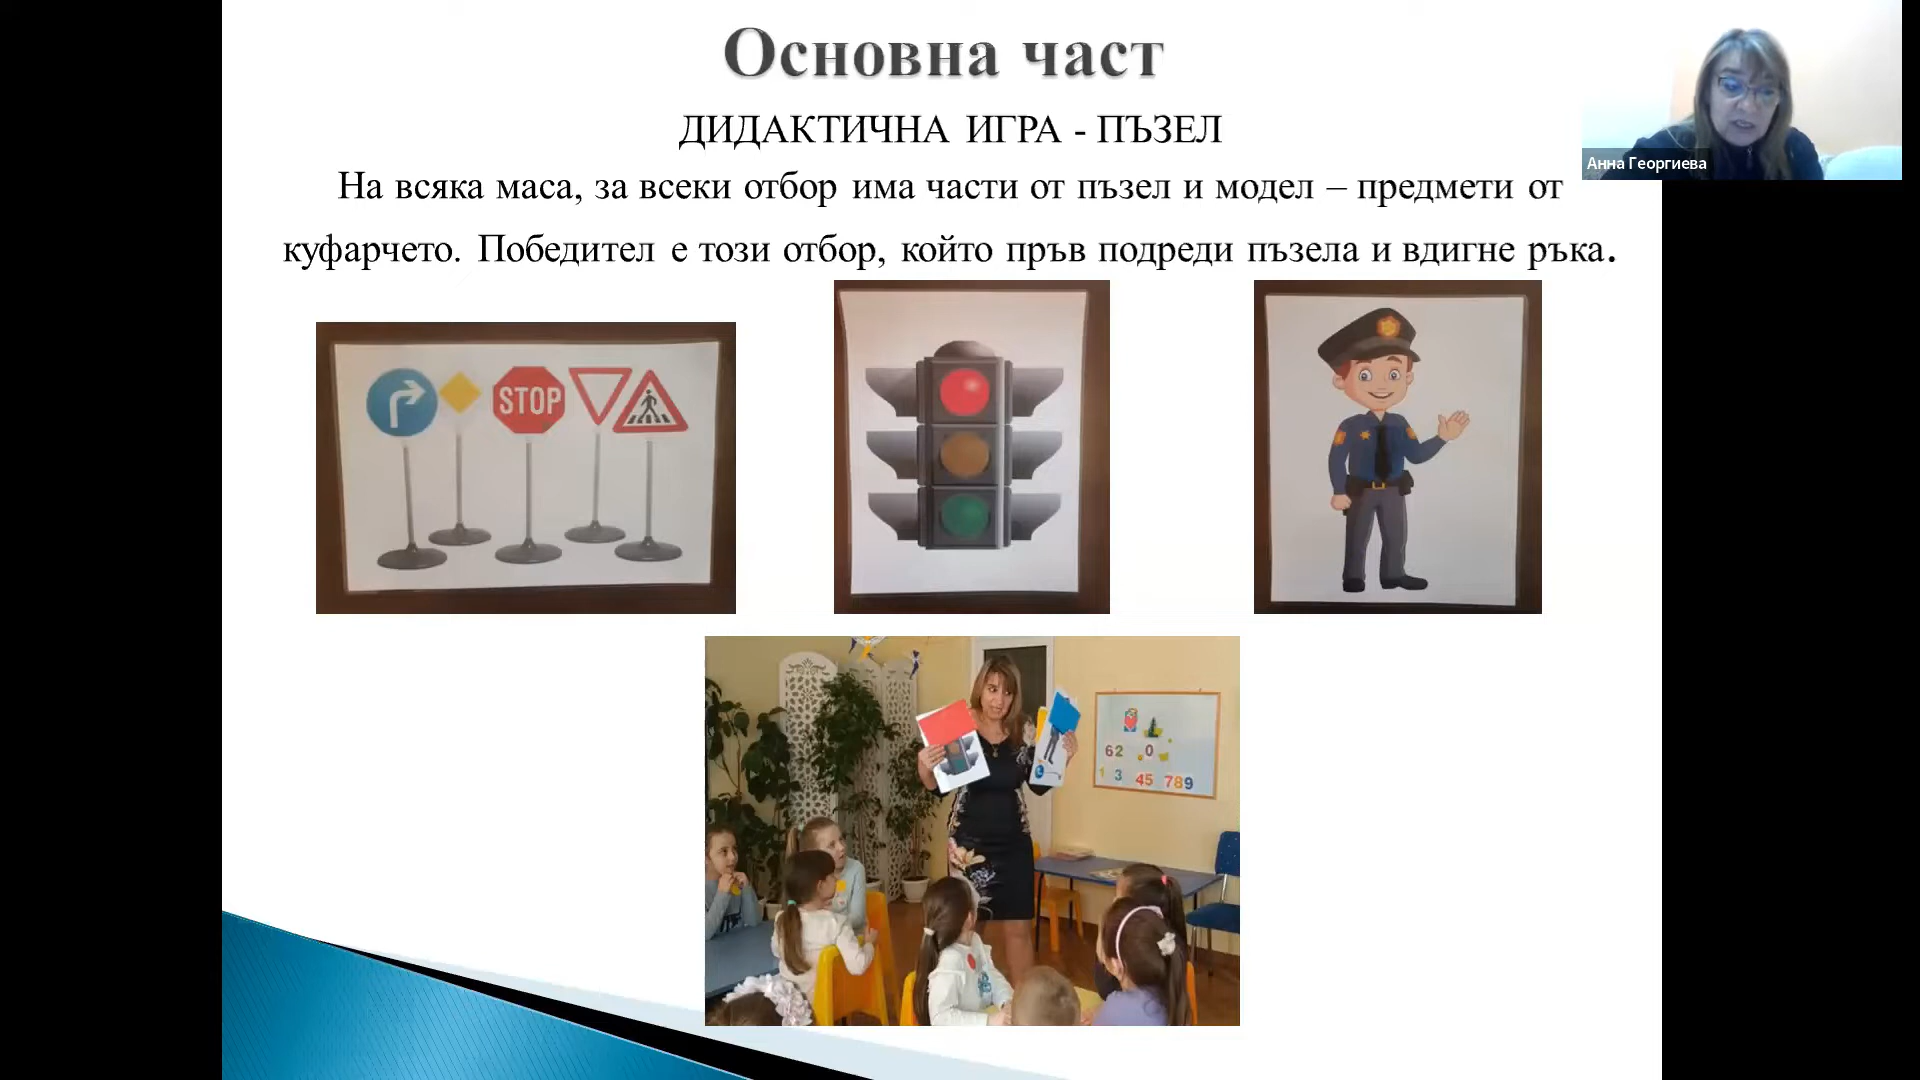 Основна част
ДИДАКТИЧНА ИГРА - ПЪЗЕЛ
На всяка маса, за всеки отбор има части от пъзел и модел – предмети от
куфарчето. Победител е този отбор, който пръв подреди пъзела и вдигне ръка.
Анна Георгиева
STOP
62 0
1 3 45 789